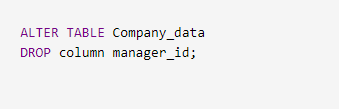 ALTER TABLE Company_data
DROP column manager_id;